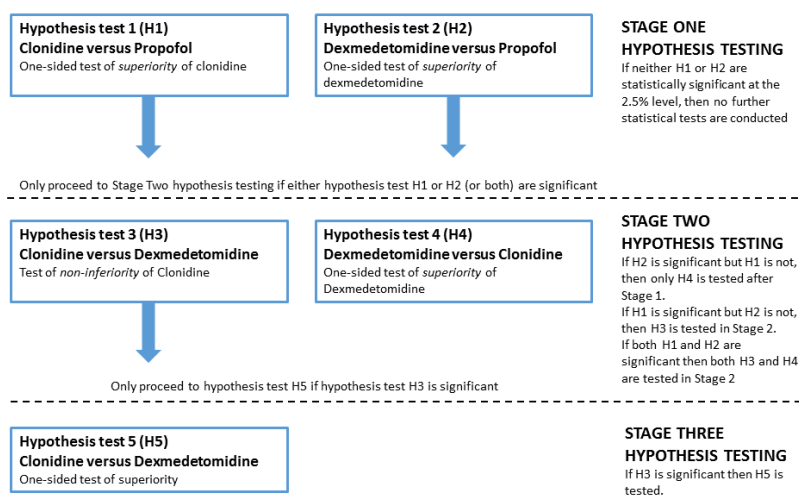 Hypothesis test 1 (H1)
Clonidine versus Propofol
One-sided test of superiority of clonidine
Hypothesis test 2 (H2)
Dexmedetomidine versus Propofol
One-sided test of superiority of
dexmedetomidine
STAGE ONE
HYPOTHESIS TESTING
If neither H1 or H2 are
statistically significant at the
2.5% level, then no further
statistical tests are conducted
Only proceed to Stage Two hypothesis testing if either hypothesis test H1 or H2 (or both) are significant
Hypothesis test 3 (H3)
Clonidine versus Dexmedetomidine
Test of non-inferiority of Clonidine
Hypothesis test 4 (H4)
Dexmedetomidine versus Clonidine
One-sided test of superiority of
Dexmedetomidine
STAGE TWO
HYPOTHESIS TESTING
If H2 is significant but H1 is not,
then only H4 is tested after
Stage 1.
If H1 is significant but H2 is not,
then H3 is tested in Stage 2.
If both H1 and H2 are
significant then both H3 and H4
are tested in Stage 2
Only proceed to hypothesis test H5 if hypothesis test H3 is significant
Hypothesis test 5 (H5)
Clonidine versus Dexmedetomidine
One-sided test of superiority
STAGE THREE
HYPOTHESIS TESTING
If H3 is significant then H5 is
tested.